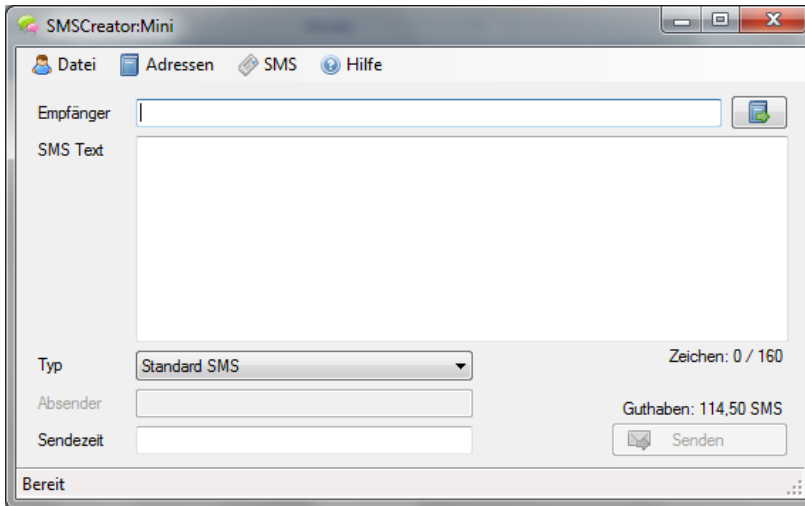 SMSCreator:Mini
Datei Adressen SMS Hilfe
Empfänger
SMS Text
Zeichen: 0 / 160
Typ Standard SMS
Absender
Guthaben: 114,50 SMS
Sendezeit Senden
Bereit